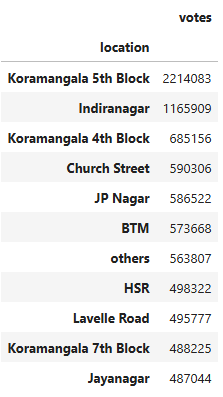 votes
location
Koramangala 5th Block 2214083
Indiranagar 1165909
Koramangala 4th Block 685156
Church Street 590306
JP Nagar 586522
BTM 573668
others 563807
HSR 498322
Lavelle Road 495777
Koramangala 7th Block 488225
Jayanagar 487044